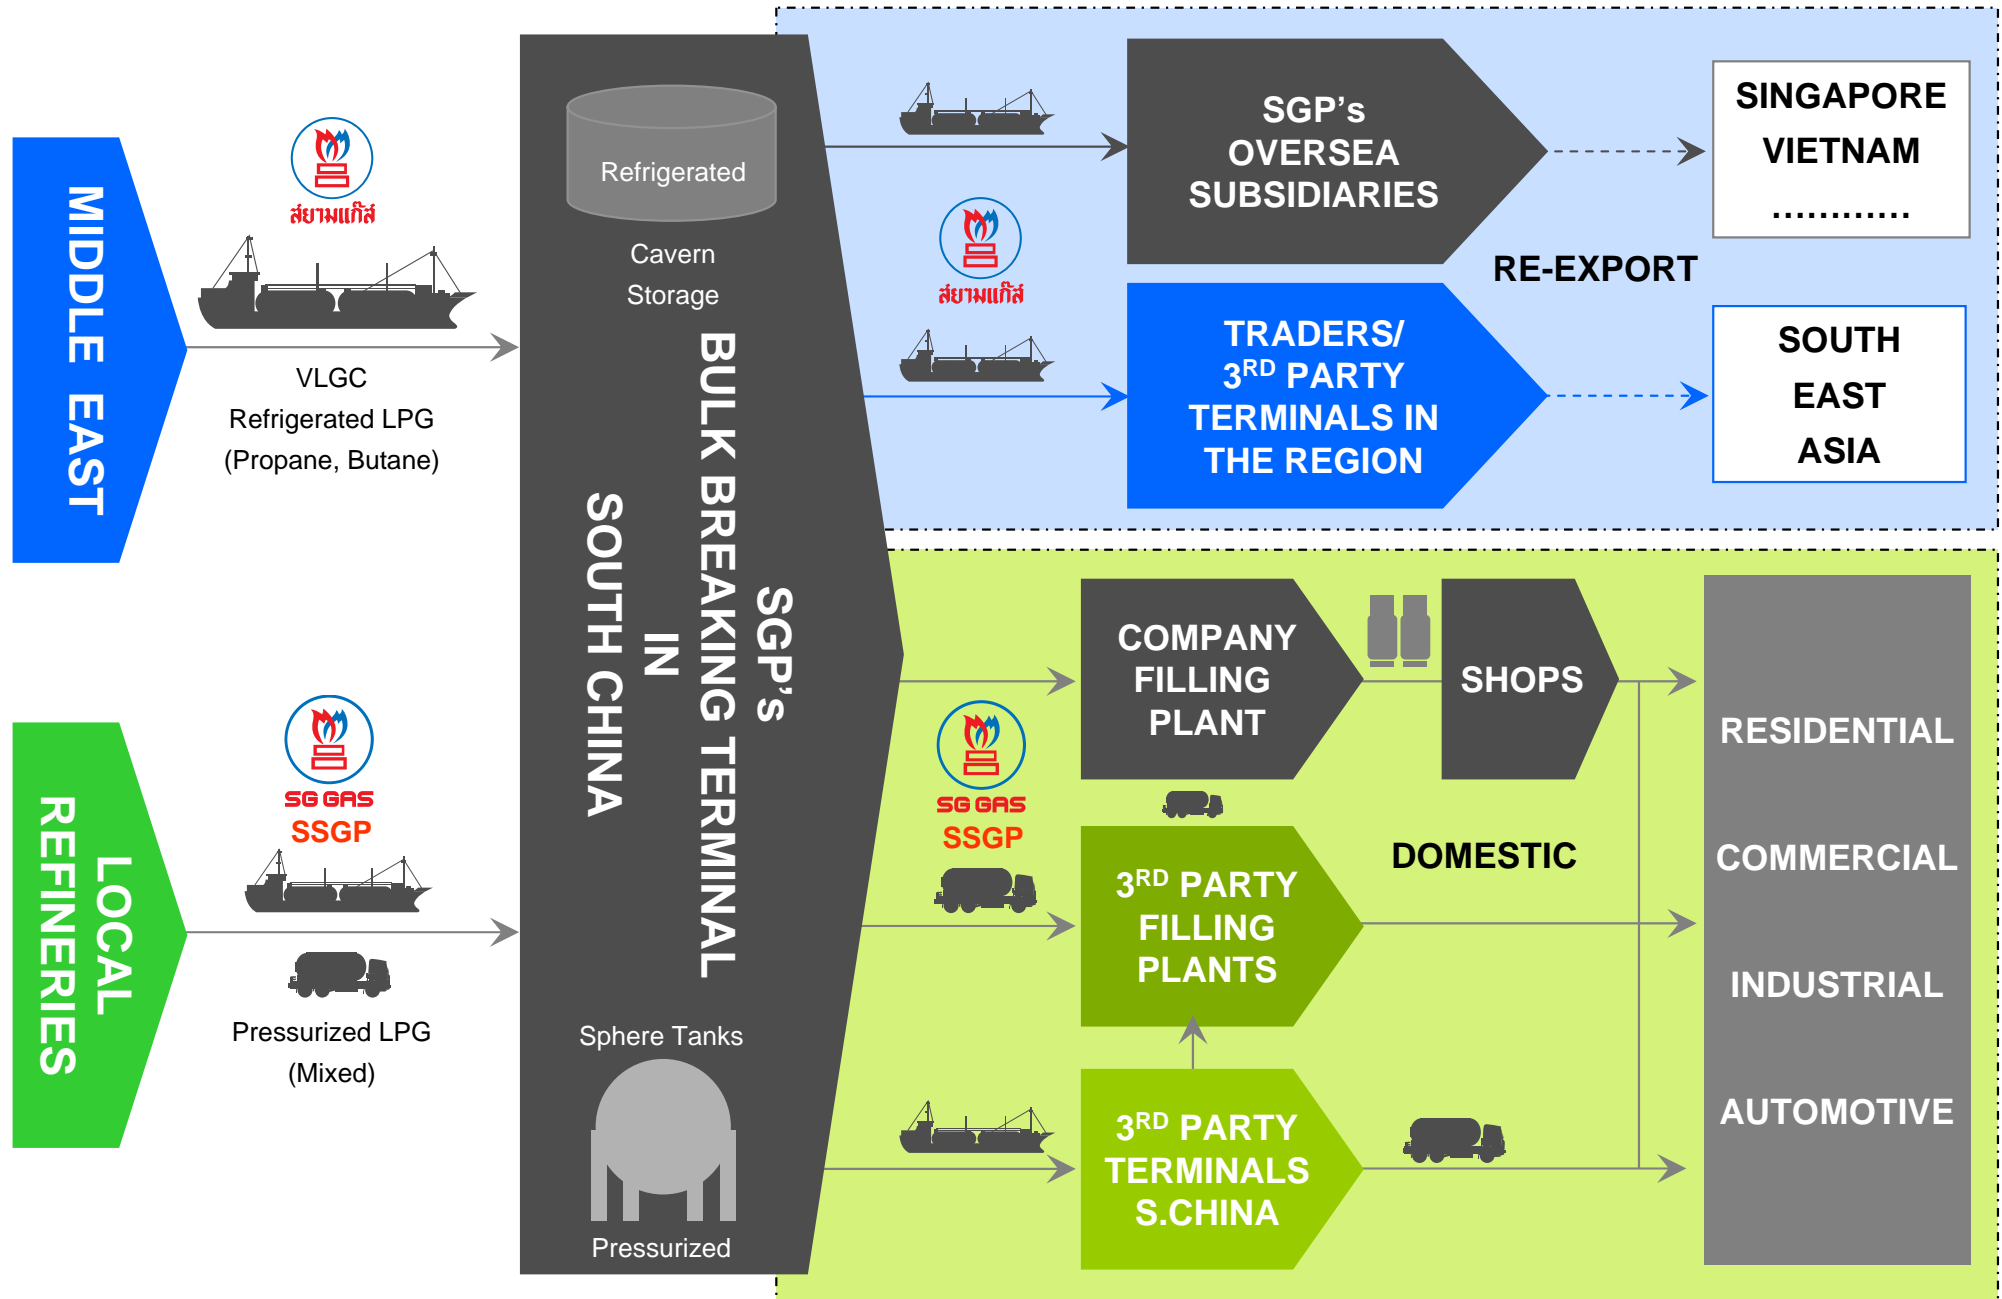 MIDDLE EAST
สยามแก๊ส
VLGC
Refrigerated LPG
(Propane, Butane)
LOCAL
REFINERIES
SG GAS
SSGP
Pressurized LPG
(Mixed)
Refrigerated
Cavern
Storage
SGP's
BULK BREAKING TERMINAL
IN
SOUTH CHINA
Sphere Tanks
Pressurized
สยามแก๊ส
SGP's
OVERSEA
SUBSIDIARIES
SINGAPORE
VIETNAM
............
RE-EXPORT
TRADERS/
3RD PARTY
TERMINALS IN
THE REGION
SOUTH
EAST
ASIA
SG GAS
SSGP
COMPANY
FILLING
PLANT
SHOPS
DOMESTIC
3RD PARTY
FILLING
PLANTS
3RD PARTY
TERMINALS
S.CHINA
RESIDENTIAL
COMMERCIAL
INDUSTRIAL
AUTOMOTIVE